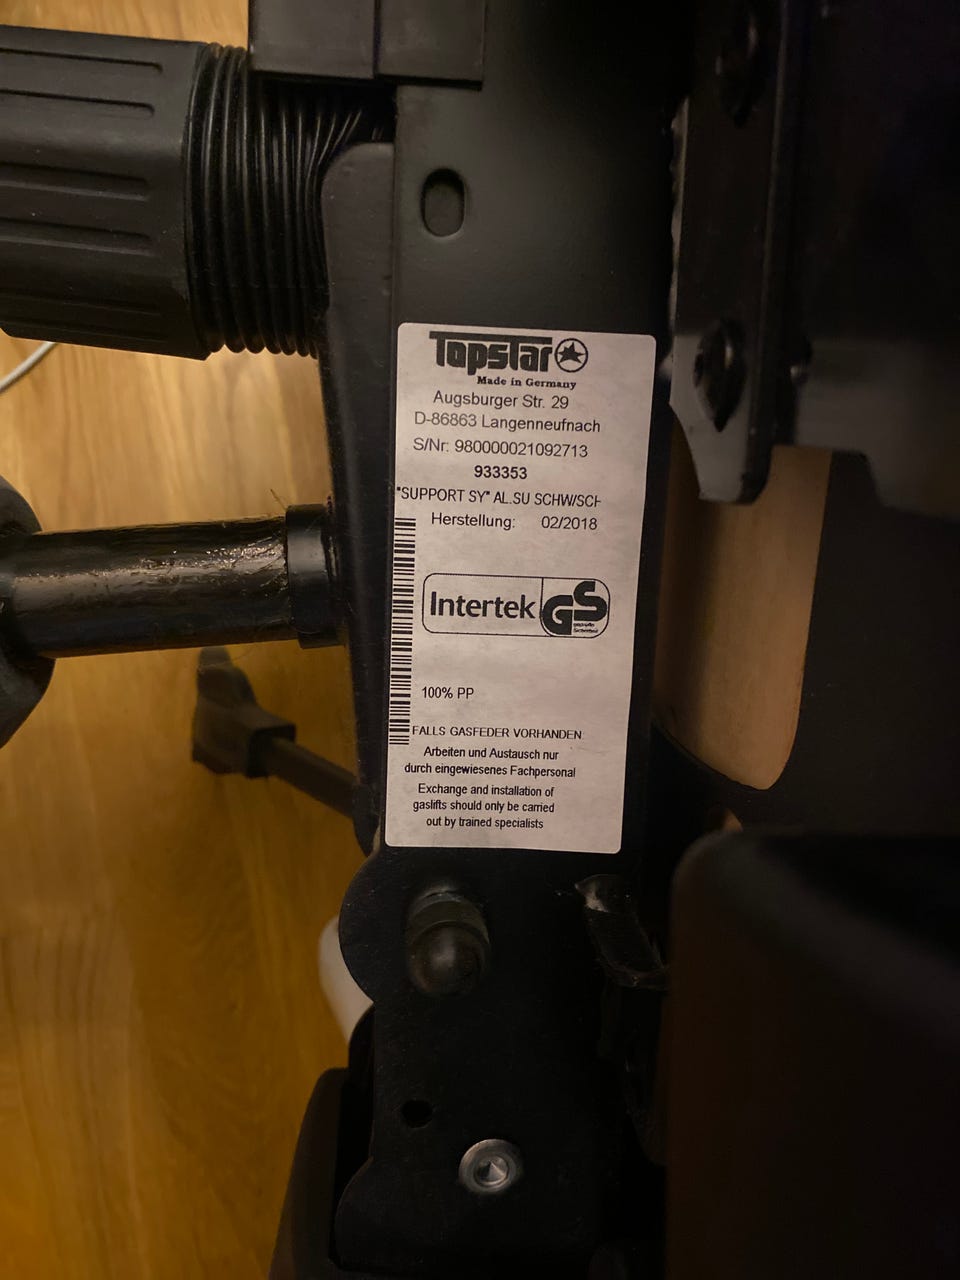 Topstar
Made in Germany
Augsburger Str. 29
D-86863 Langenneufnach
S/Nr: 980000021092713
933353
"SUPPORT SY" AL.SU SCHW/SCH
Herstellung: 02/2018
Intertek GS
geprüfte
Sicherheit
100% PP
FALLS GASFEDER VORHANDEN
Arbeiten und Austausch nur
durch eingewiesenes Fachpersonal
Exchange and installation of
gaslifts should only be carried
out by trained specialists